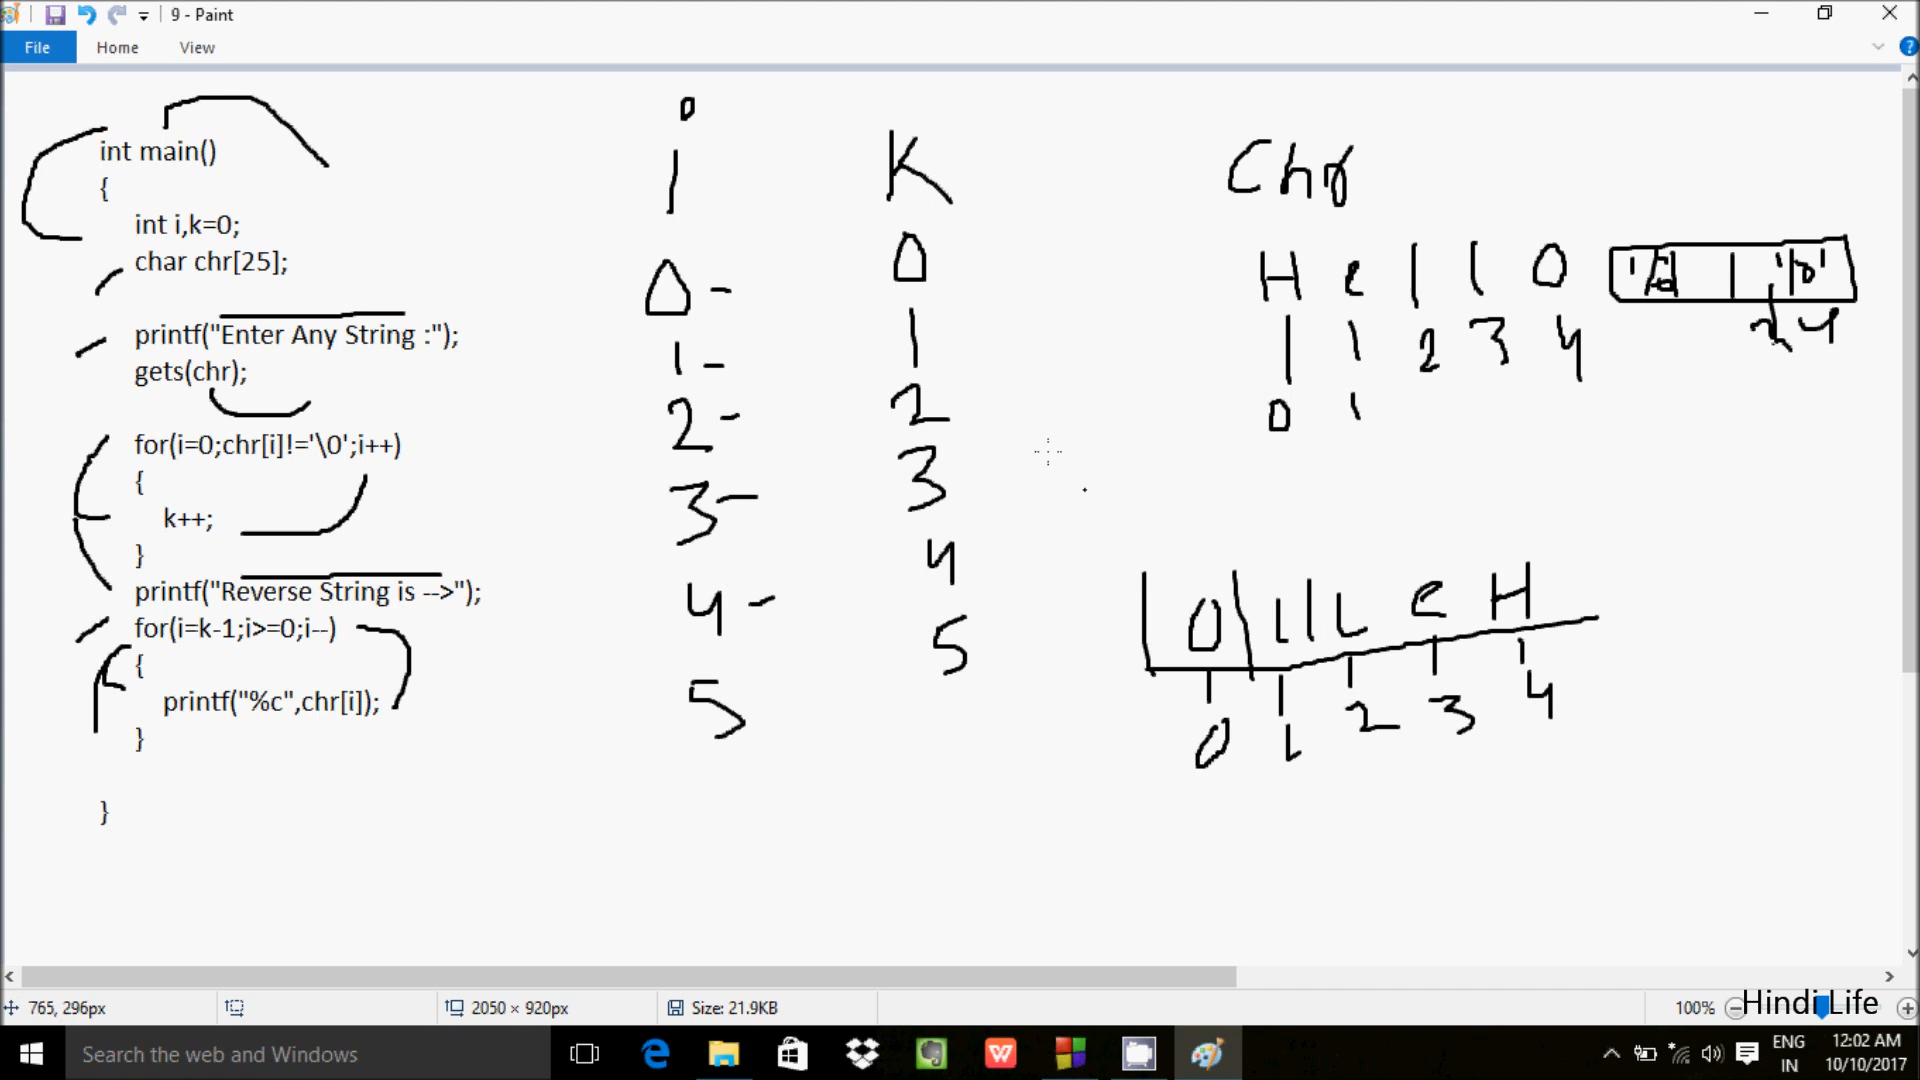 9 - Paint
File Home View
int main()
{
int i,k=0;
char chr[25];
printf("Enter Any String :");
gets(chr);
for(i=0;chr[i]!='\0';i++)
{
k++;
}
printf("Reverse String is -->");
for(i=k-1;i>=0;i--)
{
printf("%c",chr[i]);
}
}
i K
0 - 0
1 - 1
2 - 2
3 - 3
4 - 4
5 5
Chr
H e l l O
1 2 3 4
0 1
24
O L L e H
0 1 2 3 4
765, 296px
2050 × 920px
Size: 21.9KB
100%
Hindi Life
Search the web and Windows
ENG
IN
12:02 AM
10/10/2017